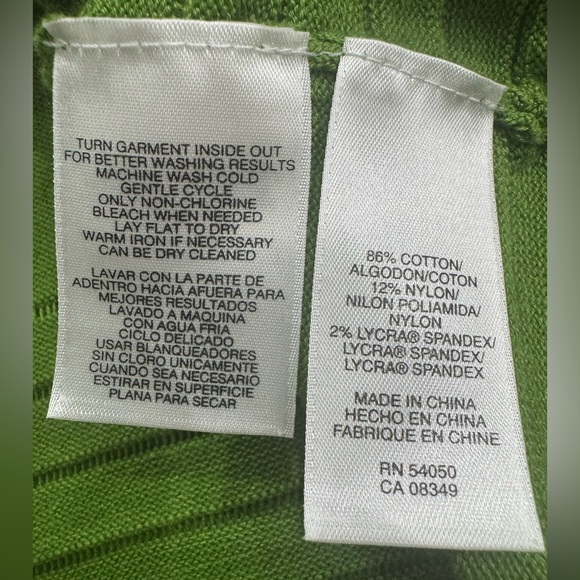 TURN GARMENT INSIDE OUT
FOR BETTER WASHING RESULTS
MACHINE WASH COLD
GENTLE CYCLE
ONLY NON-CHLORINE
BLEACH WHEN NEEDED
LAY FLAT TO DRY
WARM IRON IF NECESSARY
CAN BE DRY CLEANED
LAVAR CON LA PARTE DE
ADENTRO HACIA AFUERA PARA
MEJORES RESULTADOS
LAVADO A MAQUINA
CON AGUA FRIA
CICLO DELICADO
USAR BLANQUEADORES
SIN CLORO UNICAMENTE
CUANDO SEA NECESARIO
ESTIRAR EN SUPERFICIE
PLANA PARA SECAR
86% COTTON/
ALGODON/COTON
12% NYLON/
NILON POLIAMIDA/
NYLON
2% LYCRA® SPANDEX/
LYCRA® SPANDEX/
LYCRA® SPANDEX
MADE IN CHINA
HECHO EN CHINA
FABRIQUE EN CHINE
RN 54050
CA 08349